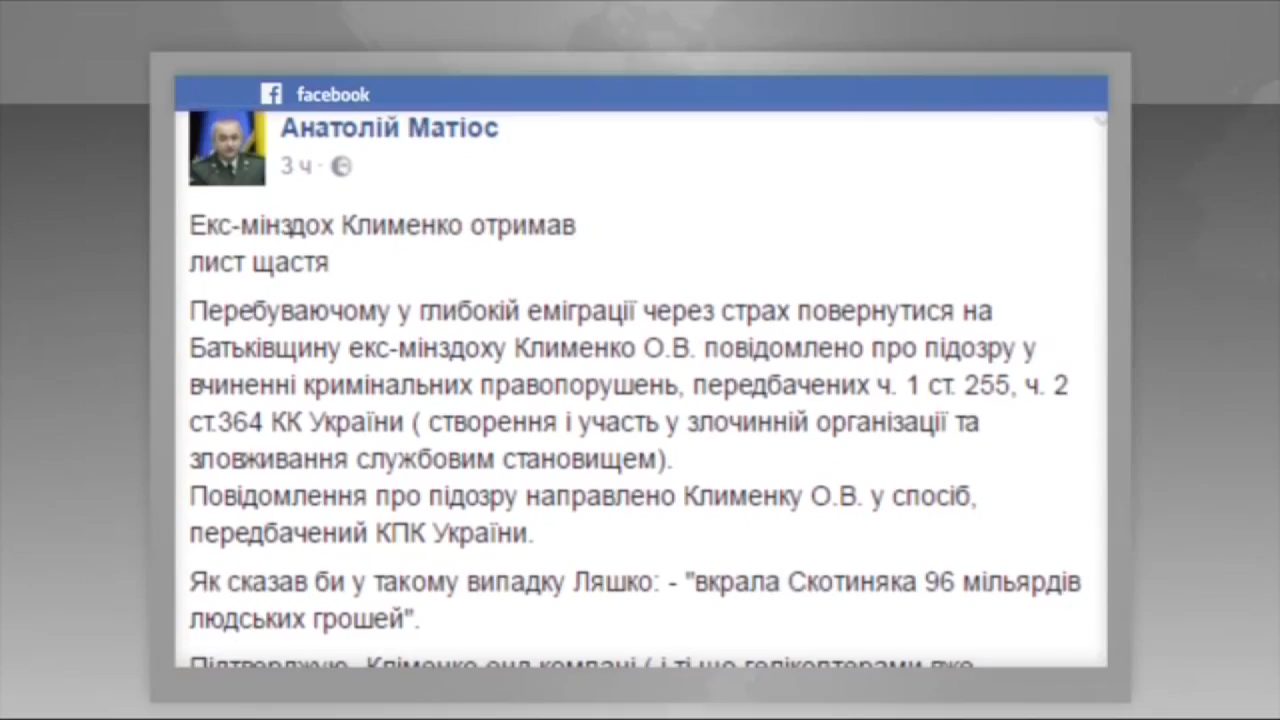 facebook
Анатолій Матіос
3 ч ·
Екс-мінздох Клименко отримав
лист щастя
Перебуваючому у глибокій еміграції через страх повернутися на
Батьківщину екс-мінздоху Клименко О.В. повідомлено про підозру у
вчиненні кримінальних правопорушень, передбачених ч. 1 ст. 255, ч. 2
ст.364 КК України ( створення і участь у злочинній організації та
зловживання службовим становищем).
Повідомлення про підозру направлено Клименку О.В. у спосіб,
передбачений КПК України.
Як сказав би у такому випадку Ляшко: - "вкрала Скотиняка 96 мільярдів
людських грошей".